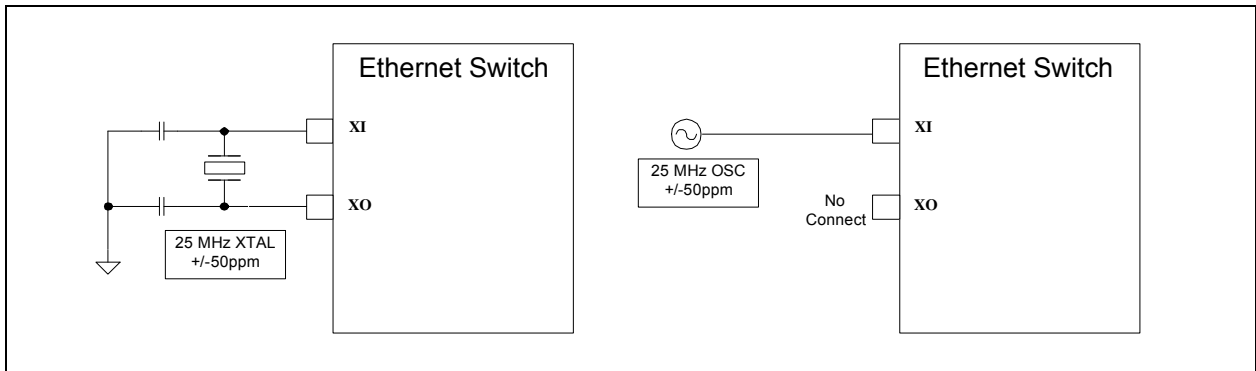 Ethernet Switch
XI
XO
25 MHz XTAL
+/-50ppm
Ethernet Switch
XI
25 MHz OSC
+/-50ppm
No
Connect
XO